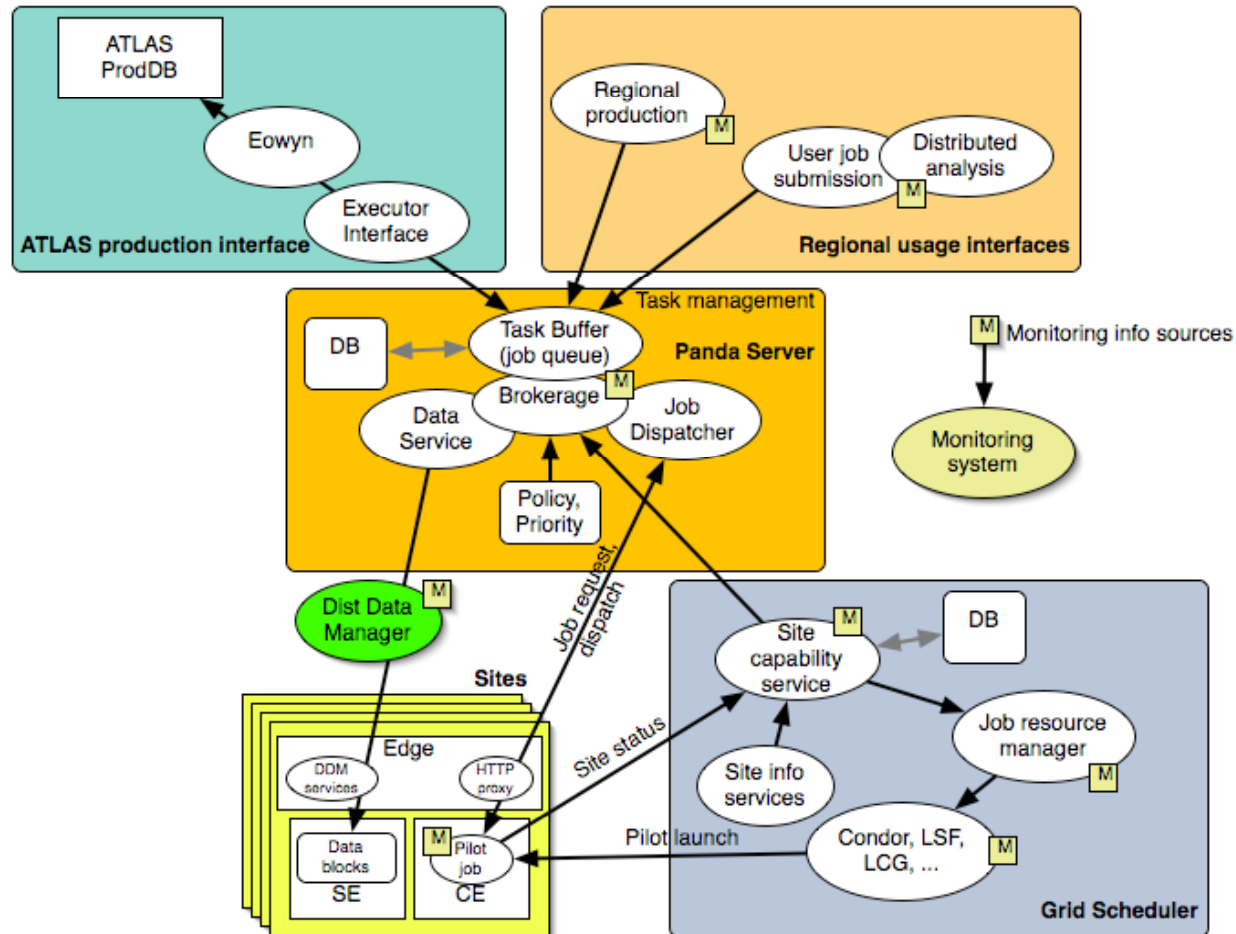 ATLAS
ProdDB
Eowyn
Executor
Interface
ATLAS production interface
Regional
production
M
User job
submission
M
Distributed
analysis
Regional usage interfaces
Task management
DB
Task Buffer
(job queue)
Panda Server
Brokerage
M
Data
Service
Job
Dispatcher
Policy,
Priority
M
Monitoring info sources
Monitoring
system
Dist Data
Manager
M
Job request,
dispatch
Sites
Edge
DDM
services
HTTP
proxy
Data
blocks
SE
M
Pilot
job
CE
Site status
Pilot launch
M
Site
capability
service
DB
Job resource
manager
M
Site info
services
Condor, LSF,
LCG, ...
M
Grid Scheduler